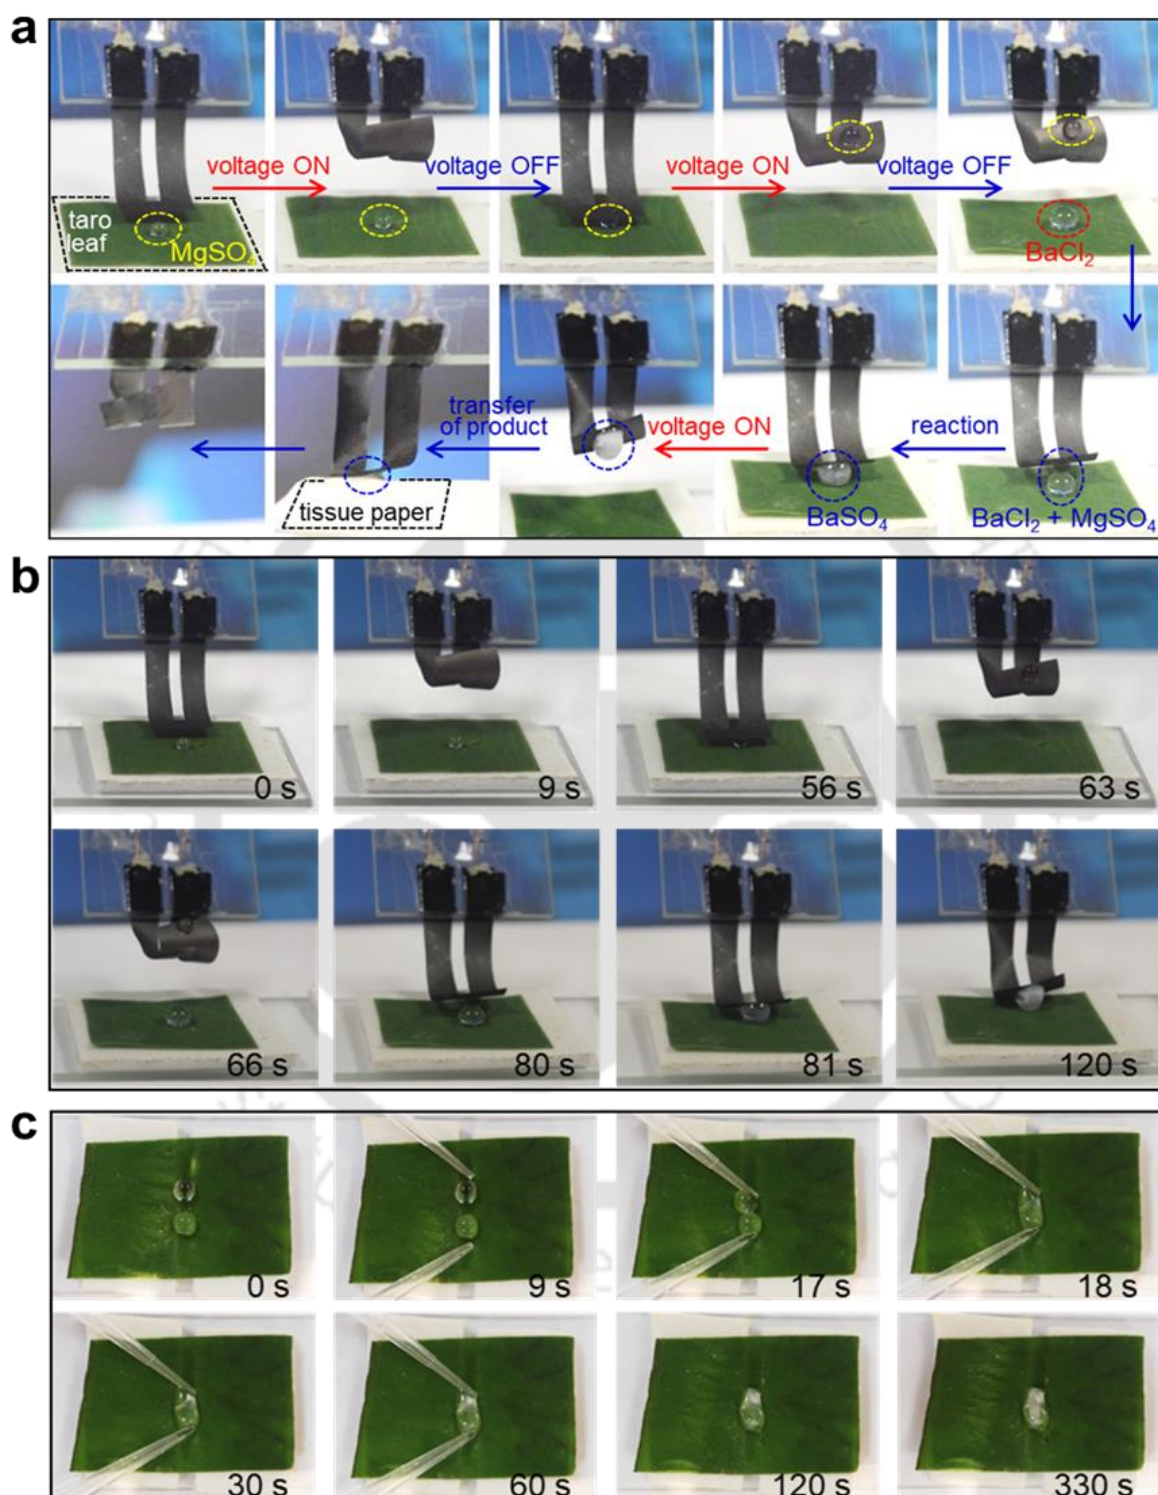 a
voltage ON
voltage OFF
voltage ON
voltage OFF
taro
leaf
MgSO₄
BaCl₂
transfer
of product
voltage ON
reaction
tissue paper
BaSO₄
BaCl₂ + MgSO₄
b
0 s
9 s
56 s
63 s
66 s
80 s
81 s
120 s
c
0 s
9 s
17 s
18 s
30 s
60 s
120 s
330 s